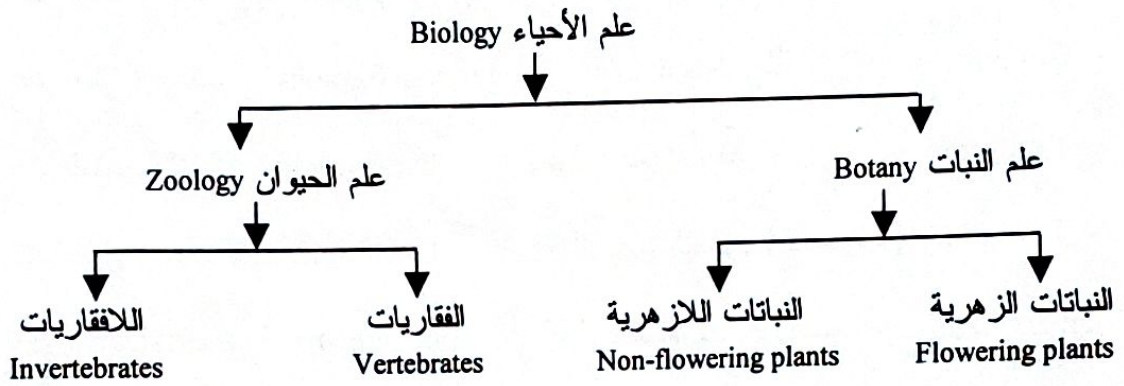 علم الأحياء Biology
علم النبات Botany
علم الحيوان Zoology
النباتات الزهرية
Flowering plants
النباتات اللازهرية
Non-flowering plants
الفقاريات
Vertebrates
اللافقاريات
Invertebrates